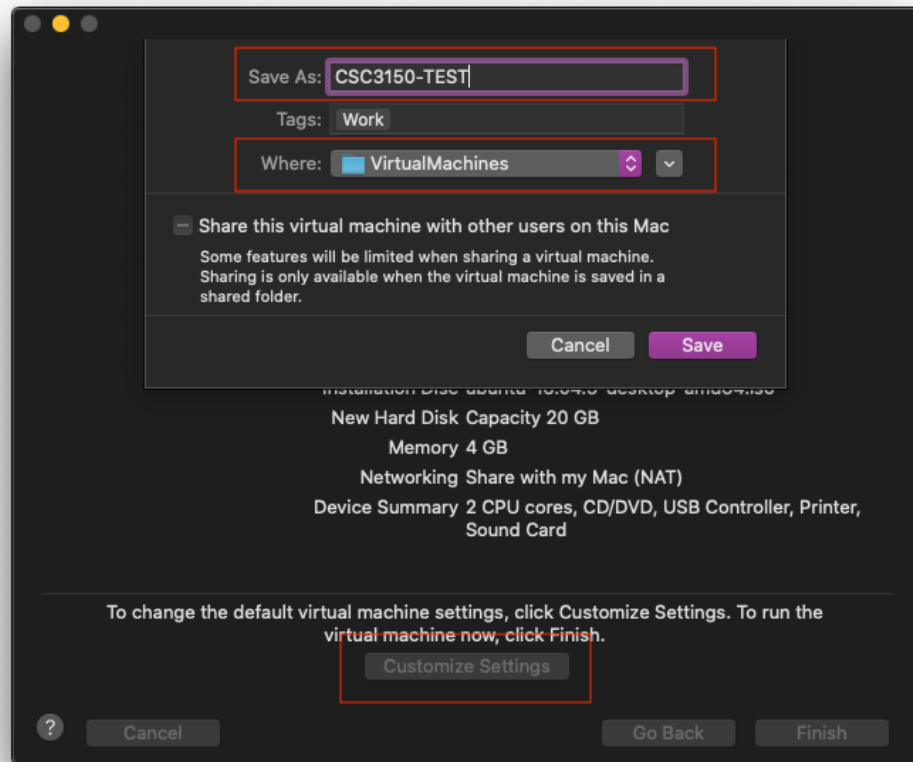 Save As: CSC3150-TEST
Tags: Work
Where: VirtualMachines
Share this virtual machine with other users on this Mac
Some features will be limited when sharing a virtual machine.
Sharing is only available when the virtual machine is saved in a
shared folder.
Cancel Save
New Hard Disk Capacity 20 GB
Memory 4 GB
Networking Share with my Mac (NAT)
Device Summary 2 CPU cores, CD/DVD, USB Controller, Printer,
Sound Card
To change the default virtual machine settings, click Customize Settings. To run the
virtual machine now, click Finish.
Customize Settings
? Cancel Go Back Finish